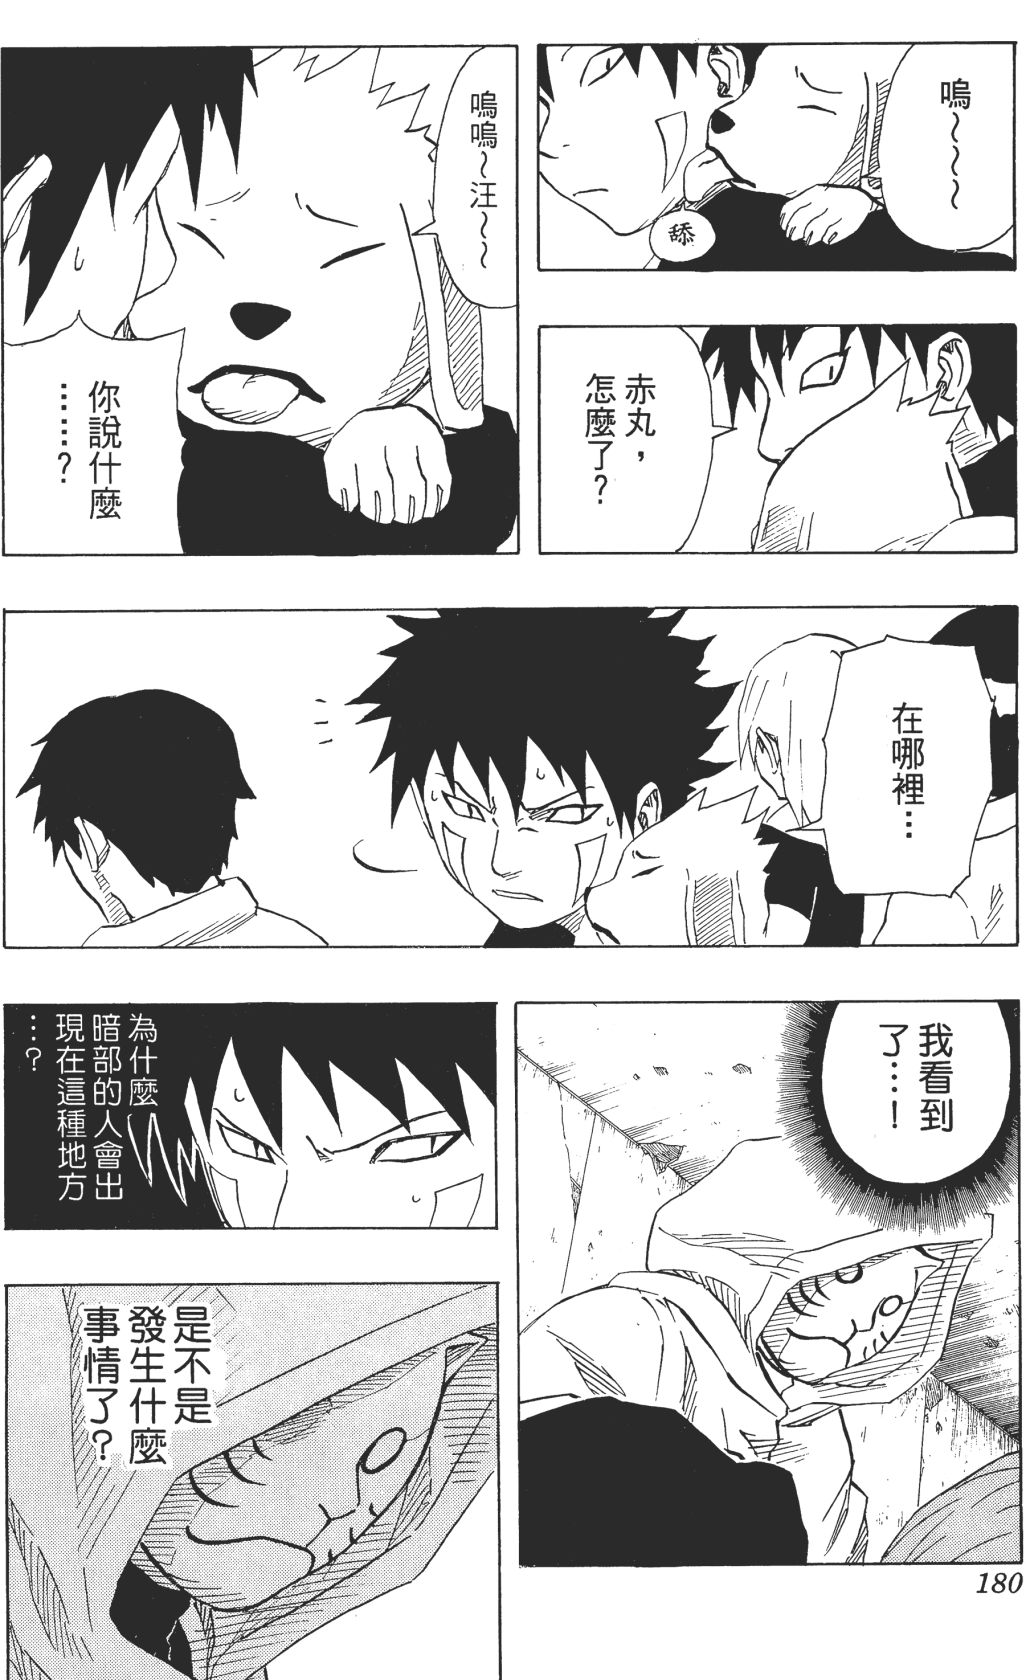 嗚～～～
舔
赤丸，
怎麼了？
嗚嗚～汪～～
你說什麼
……？
在哪裡…
我看到
了…！
為什麼
暗部的人會出
現在這種地方
…？
是不是
發生什麼
事情了？
180